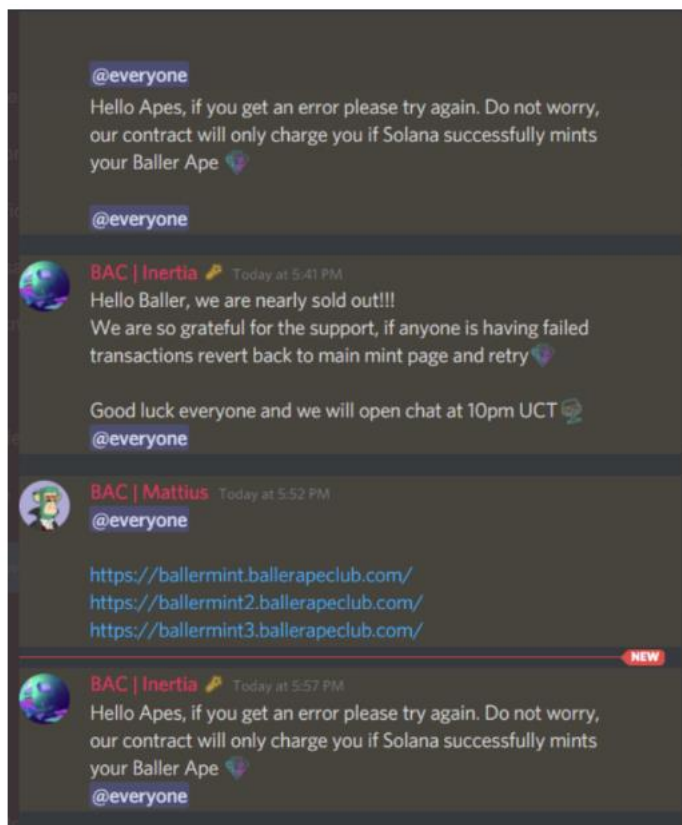 @everyone
Hello Apes, if you get an error please try again. Do not worry,
our contract will only charge you if Solana successfully mints
your Baller Ape
@everyone
BAC | Inertia Today at 5:41 PM
Hello Baller, we are nearly sold out!!!
We are so grateful for the support, if anyone is having failed
transactions revert back to main mint page and retry
Good luck everyone and we will open chat at 10pm UCT
@everyone
BAC | Mattius Today at 5:52 PM
@everyone
https://ballermint.ballerapeclub.com/
https://ballermint2.ballerapeclub.com/
https://ballermint3.ballerapeclub.com/
NEW
BAC | Inertia Today at 5:57 PM
Hello Apes, if you get an error please try again. Do not worry,
our contract will only charge you if Solana successfully mints
your Baller Ape
@everyone